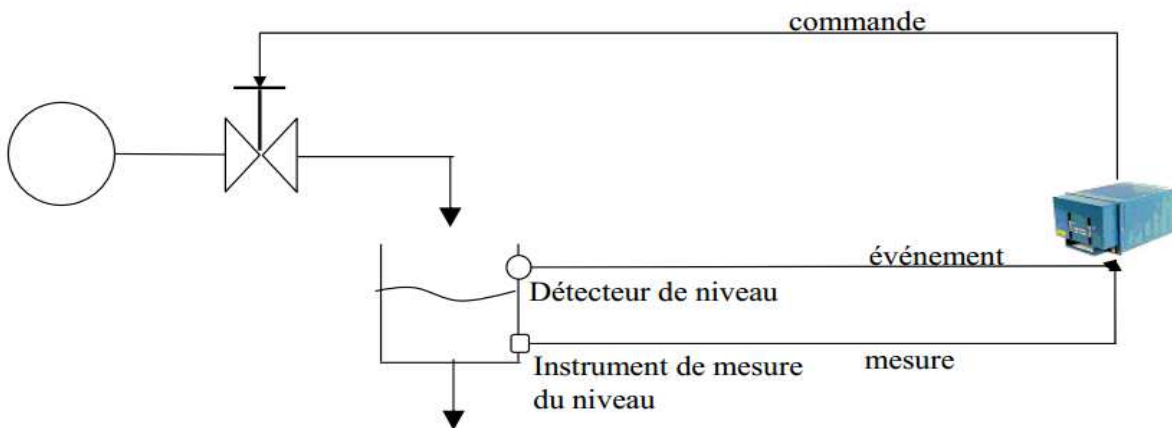 commande
événement
Détecteur de niveau
Instrument de mesure
du niveau
mesure